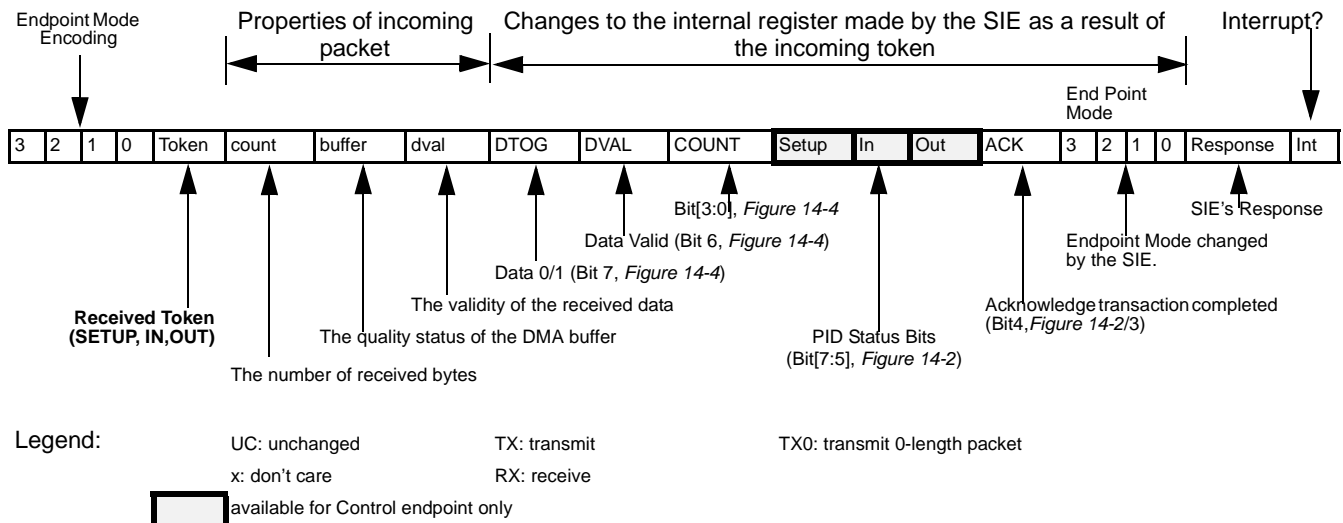 Endpoint Mode
Encoding
Properties of incoming
packet
Changes to the internal register made by the SIE as a result of
the incoming token
Interrupt?
End Point
Mode
3 2 1 0 Token count buffer dval DTOG DVAL COUNT Setup In Out ACK 3 2 1 0 Response Int
Bit[3:0], Figure 14-4
SIE's Response
Data Valid (Bit 6, Figure 14-4)
Endpoint Mode changed
by the SIE.
Data 0/1 (Bit 7, Figure 14-4)
The validity of the received data
Received Token
(SETUP, IN,OUT)
The quality status of the DMA buffer
PID Status Bits
(Bit[7:5], Figure 14-2)
Acknowledge transaction completed
(Bit4,Figure 14-2/3)
The number of received bytes
Legend:
UC: unchanged
TX: transmit
TX0: transmit 0-length packet
x: don't care
RX: receive
available for Control endpoint only